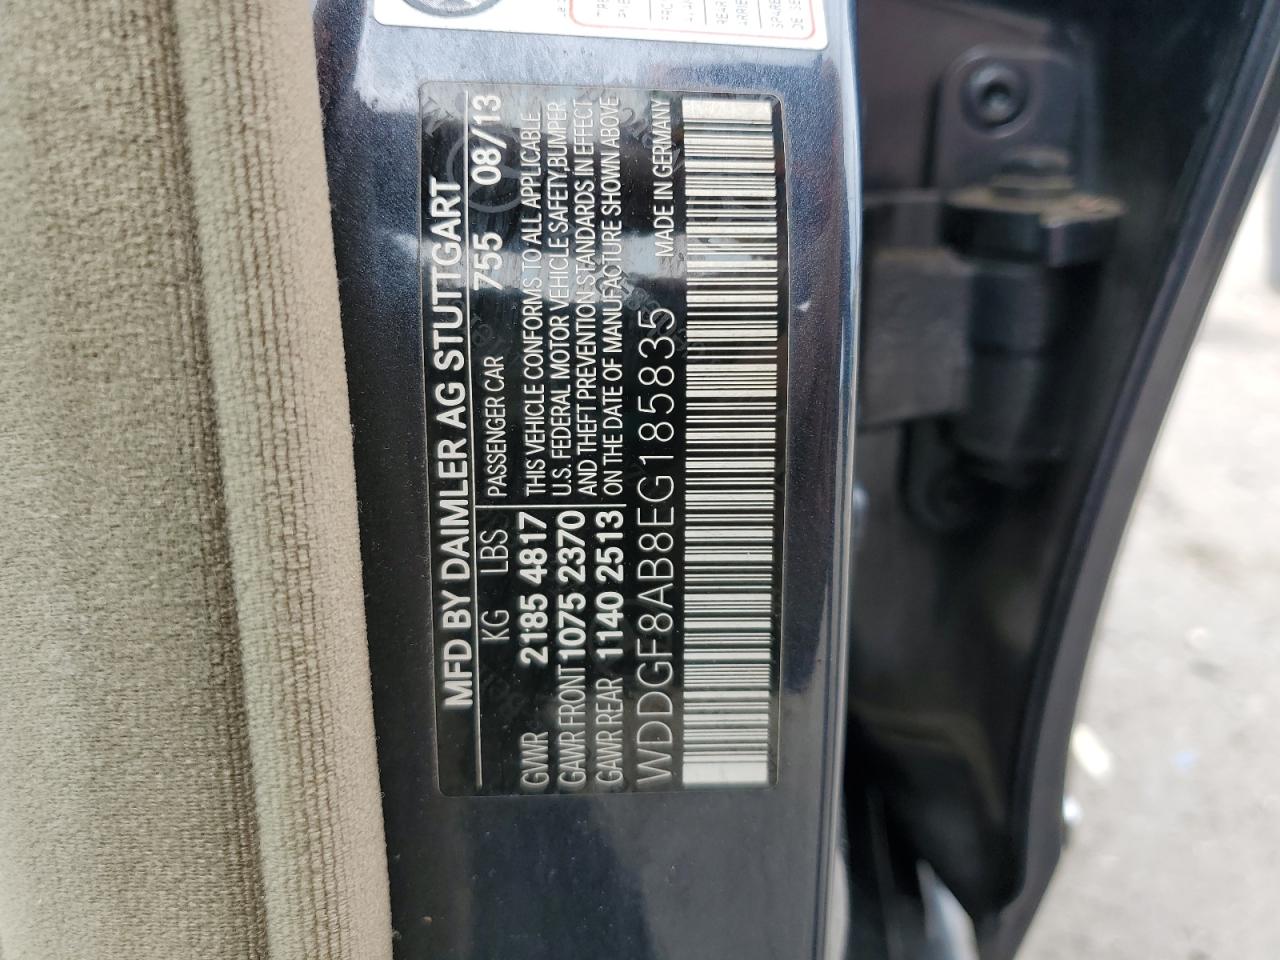 MFD BY DAIMLER AG STUTTGART
KG LBS PASSENGER CAR 755 08/13
GVWR 2185 4817 THIS VEHICLE CONFORMS TO ALL APPLICABLE
GAWR FRONT 1075 2370 U.S. FEDERAL MOTOR VEHICLE SAFETY,BUMPER
GAWR REAR 1140 2513 AND THEFT PREVENTION STANDARDS IN EFFECT
ON THE DATE OF MANUFACTURE SHOWN ABOVE
WDDGF8AB8EG185835 MADE IN GERMANY